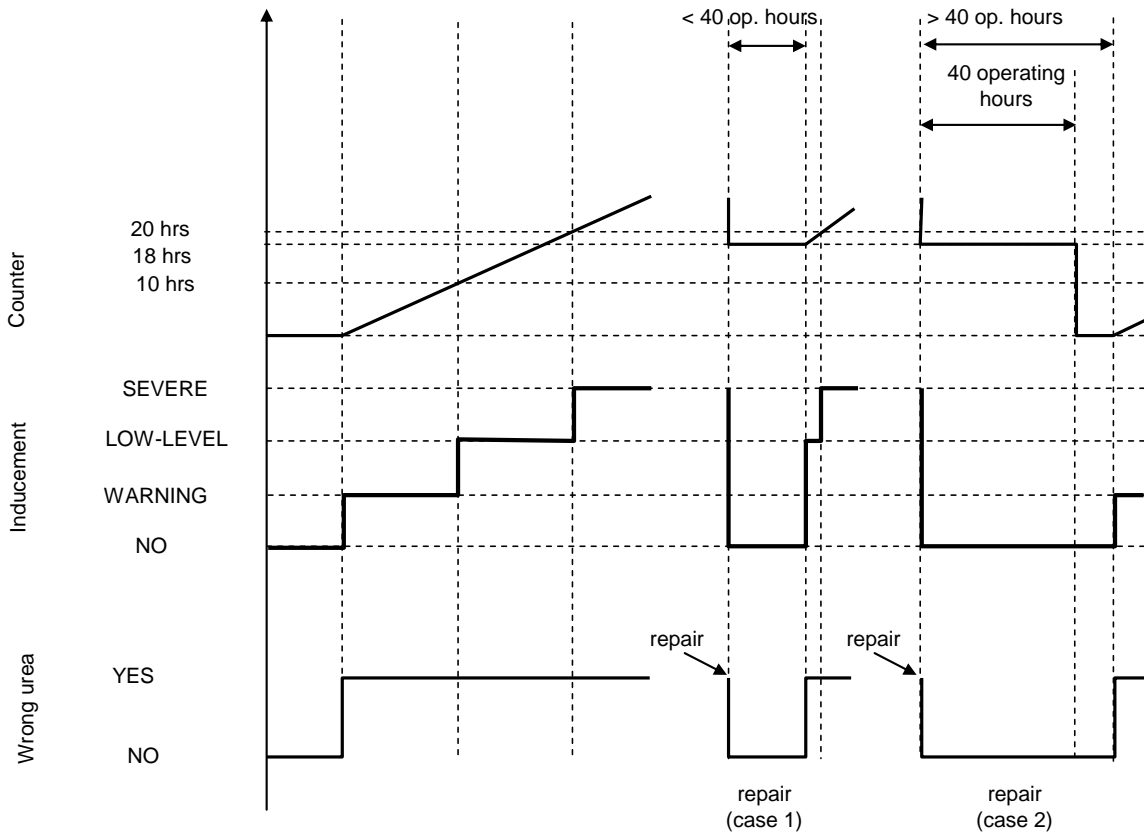 < 40 op. hours
> 40 op. hours
40 operating
hours
Counter
20 hrs
18 hrs
10 hrs
Inducement
SEVERE
LOW-LEVEL
WARNING
NO
Wrong urea
YES
NO
repair
repair
repair
(case 1)
repair
(case 2)